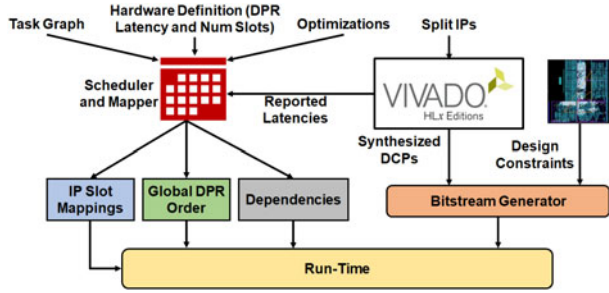 Task Graph
Hardware Definition (DPR
Latency and Num Slots)
Optimizations
Split IPs
Scheduler
and Mapper
Reported
Latencies
VIVADO.
HLx Editions
Synthesized
DCPs
Design
Constraints
IP Slot
Mappings
Global DPR
Order
Dependencies
Bitstream Generator
Run-Time